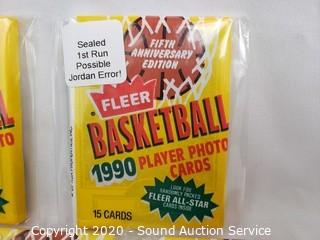 Sealed
1st Run
Possible
Jordan Error!
FIFTH
ANNIVERSARY
EDITION
FLEER
BASKETBALL
1990 PLAYER PHOTO
CARDS
LOOK FOR
RANDOMLY PACKED
FLEER ALL-STAR
CARDS INSIDE
15 CARDS
Copyright 2020 - Sound Auction Service